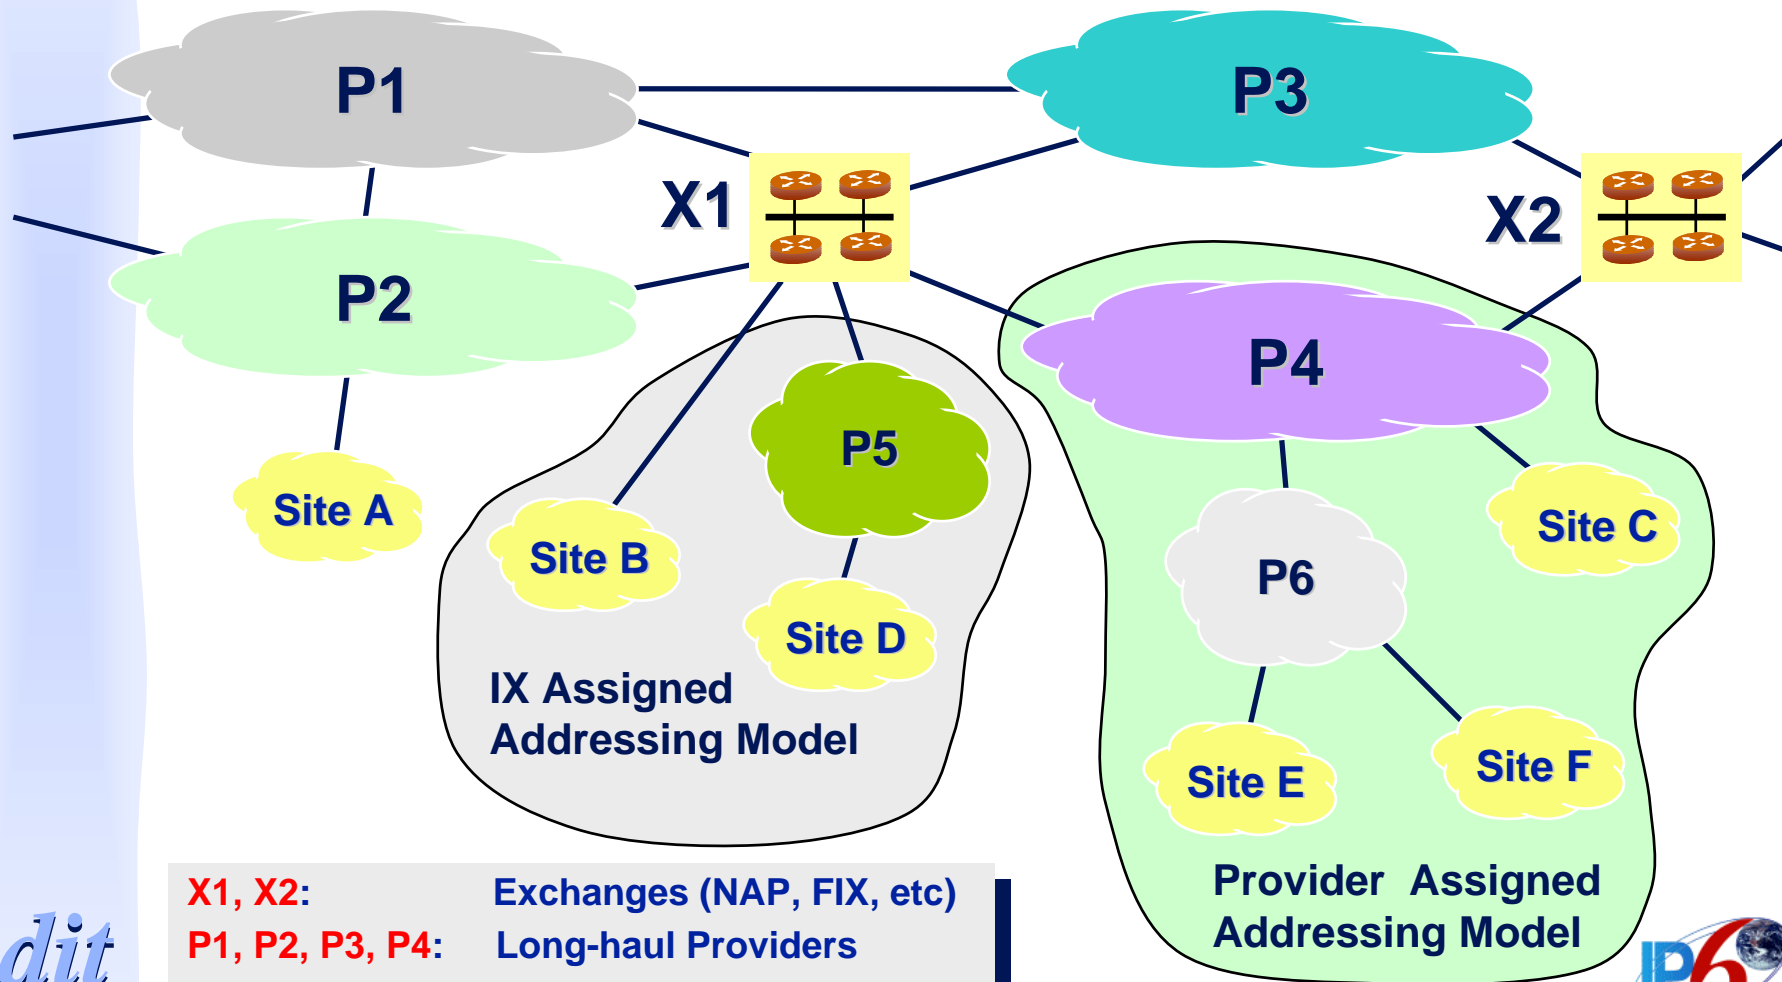 P1
P3
X1
X2
P2
P4
P5
Site A
Site B
Site C
P6
Site D
IX Assigned
Addressing Model
Site E
Site F
Provider Assigned
Addressing Model
X1, X2: Exchanges (NAP, FIX, etc)
P1, P2, P3, P4: Long-haul Providers
dit
IP6